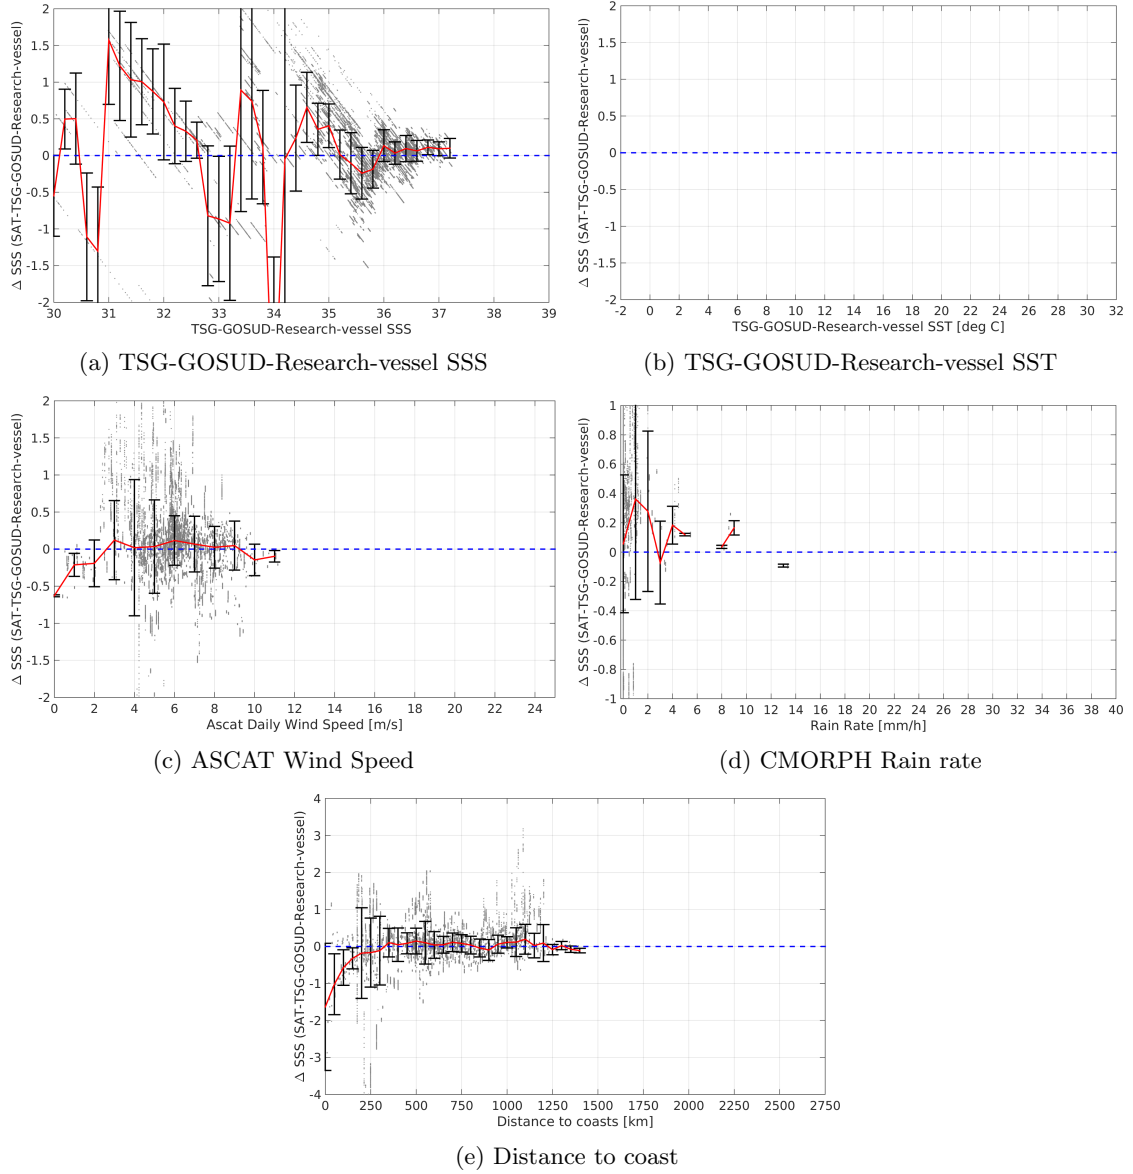 Δ SSS (SAT-TSG-GOSUD-Research-vessel)
2
1.5
1
0.5
0
-0.5
-1
-1.5
-2
30 31 32 33 34 35 36 37 38 39
TSG-GOSUD-Research-vessel SSS
(a) TSG-GOSUD-Research-vessel SSS
Δ SSS (SAT-TSG-GOSUD-Research-vessel)
2
1.5
1
0.5
0
-0.5
-1
-1.5
-2
-2 0 2 4 6 8 10 12 14 16 18 20 22 24 26 28 30 32
TSG-GOSUD-Research-vessel SST [deg C]
(b) TSG-GOSUD-Research-vessel SST
Δ SSS (SAT-TSG-GOSUD-Research-vessel)
2
1.5
1
0.5
0
-0.5
-1
-1.5
-2
0 2 4 6 8 10 12 14 16 18 20 22 24
Ascat Daily Wind Speed [m/s]
(c) ASCAT Wind Speed
Δ SSS (SAT-TSG-GOSUD-Research-vessel)
1
0.8
0.6
0.4
0.2
0
-0.2
-0.4
-0.6
-0.8
-1
0 2 4 6 8 10 12 14 16 18 20 22 24 26 28 30 32 34 36 38 40
Rain Rate [mm/h]
(d) CMORPH Rain rate
Δ SSS (SAT-TSG-GOSUD-Research-vessel)
4
3
2
1
0
-1
-2
-3
-4
0 250 500 750 1000 1250 1500 1750 2000 2250 2500 2750
Distance to coasts [km]
(e) Distance to coast